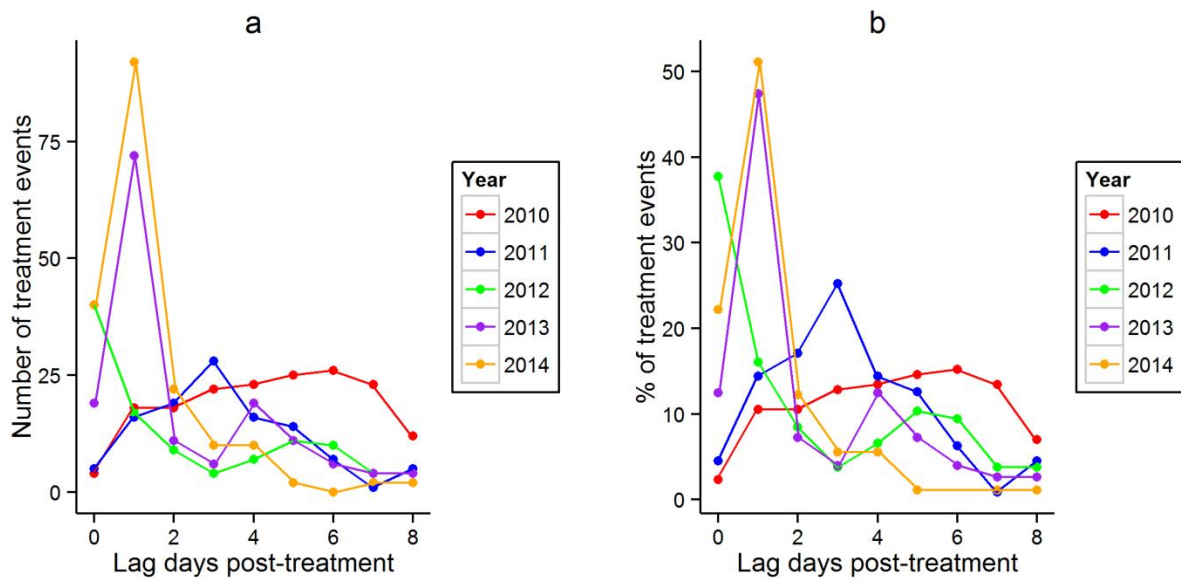 a
Number of treatment events
75
50
25
0
0 2 4 6 8
Lag days post-treatment
Year
2010
2011
2012
2013
2014
b
% of treatment events
50
40
30
20
10
0
0 2 4 6 8
Lag days post-treatment
Year
2010
2011
2012
2013
2014